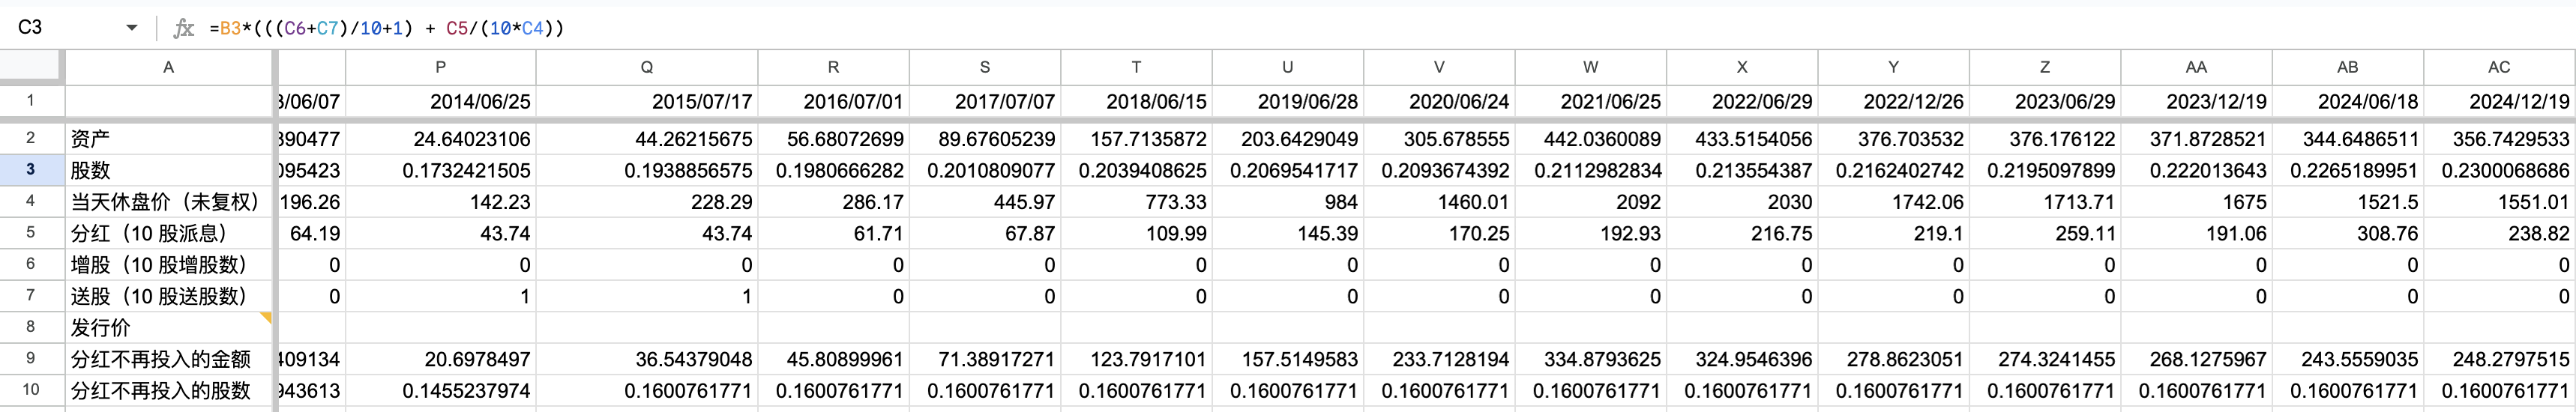 C3 fx =B3*(((C6+C7)/10+1) + C5/(10*C4))
A P Q R S T U V W X Y Z AA AB AC
1 3/06/07 2014/06/25 2015/07/17 2016/07/01 2017/07/07 2018/06/15 2019/06/28 2020/06/24 2021/06/25 2022/06/29 2022/12/26 2023/06/29 2023/12/19 2024/06/18 2024/12/19
2 资产 390477 24.64023106 44.26215675 56.68072699 89.67605239 157.7135872 203.6429049 305.678555 442.0360089 433.5154056 376.703532 376.176122 371.8728521 344.6486511 356.7429533
3 股数 095423 0.1732421505 0.1938856575 0.1980666282 0.2010809077 0.2039408625 0.2069541717 0.2093674392 0.2112982834 0.213554387 0.2162402742 0.2195097899 0.222013643 0.2265189951 0.2300068686
4 当天休盘价（未复权） 196.26 142.23 228.29 286.17 445.97 773.33 984 1460.01 2092 2030 1742.06 1713.71 1675 1521.5 1551.01
5 分红（10 股派息） 64.19 43.74 43.74 61.71 67.87 109.99 145.39 170.25 192.93 216.75 219.1 259.11 191.06 308.76 238.82
6 增股（10 股增股数） 0 0 0 0 0 0 0 0 0 0 0 0 0 0 0
7 送股（10 股送股数） 0 1 1 0 0 0 0 0 0 0 0 0 0 0 0
8 发行价
9 分红不再投入的金额 409134 20.6978497 36.54379048 45.80899961 71.38917271 123.7917101 157.5149583 233.7128194 334.8793625 324.9546396 278.8623051 274.3241455 268.1275967 243.5559035 248.2797515
10 分红不再投入的股数 943613 0.1455237974 0.1600761771 0.1600761771 0.1600761771 0.1600761771 0.1600761771 0.1600761771 0.1600761771 0.1600761771 0.1600761771 0.1600761771 0.1600761771 0.1600761771 0.1600761771